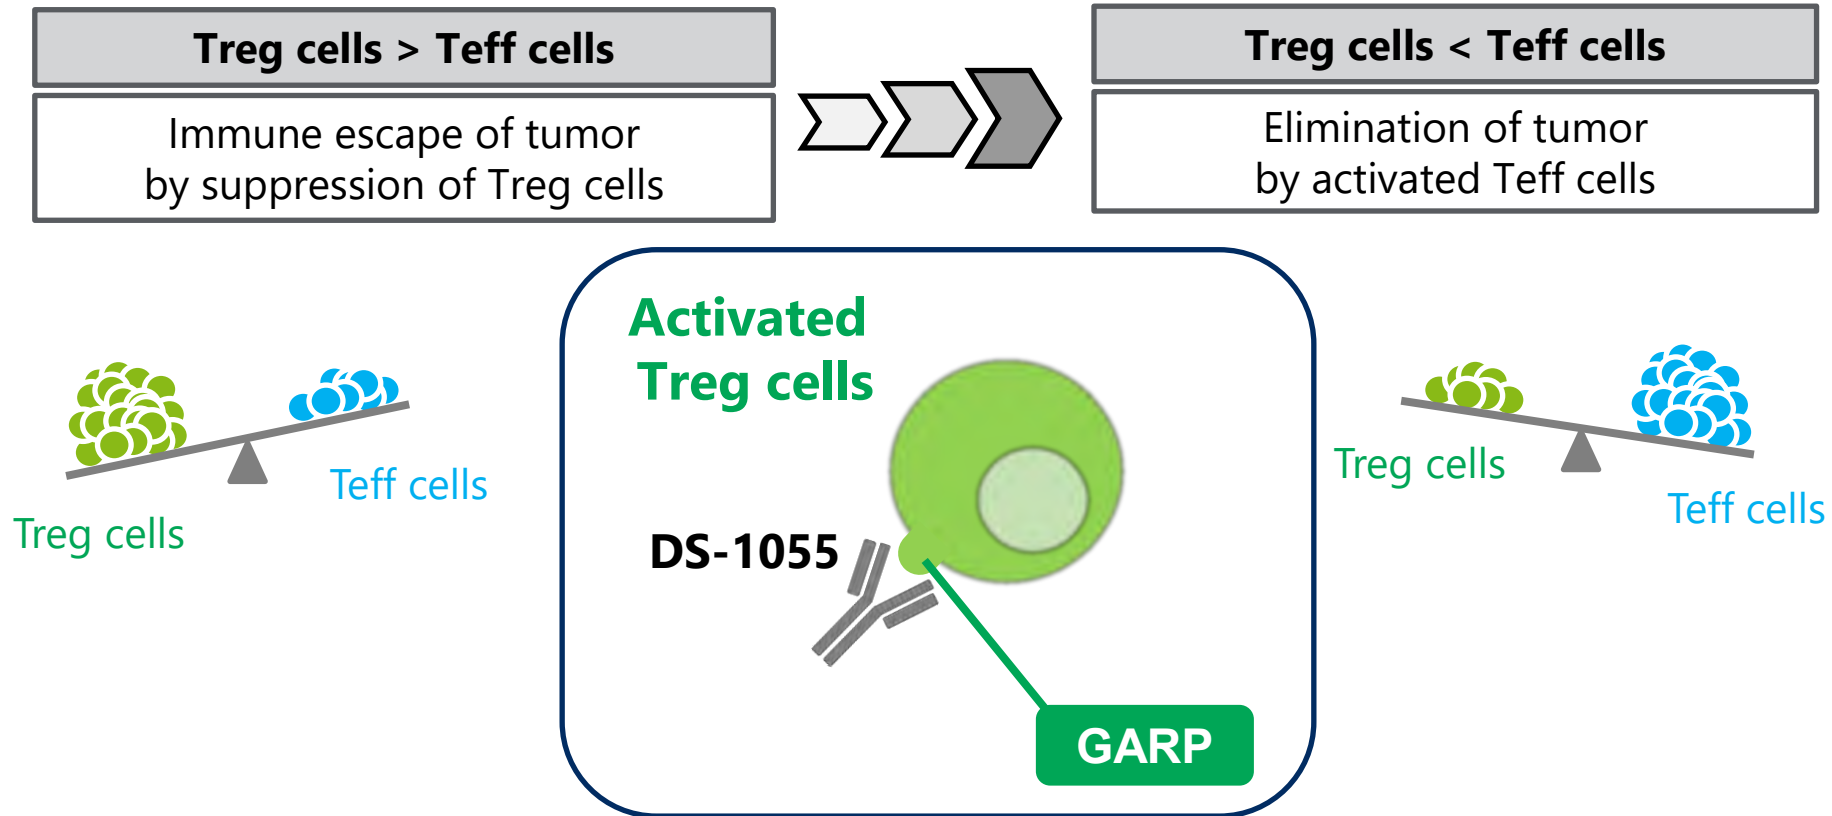 Treg cells > Teff cells
Immune escape of tumor
by suppression of Treg cells
Treg cells < Teff cells
Elimination of tumor
by activated Teff cells
Treg cells
Teff cells
Activated
Treg cells
DS-1055
GARP
Treg cells
Teff cells